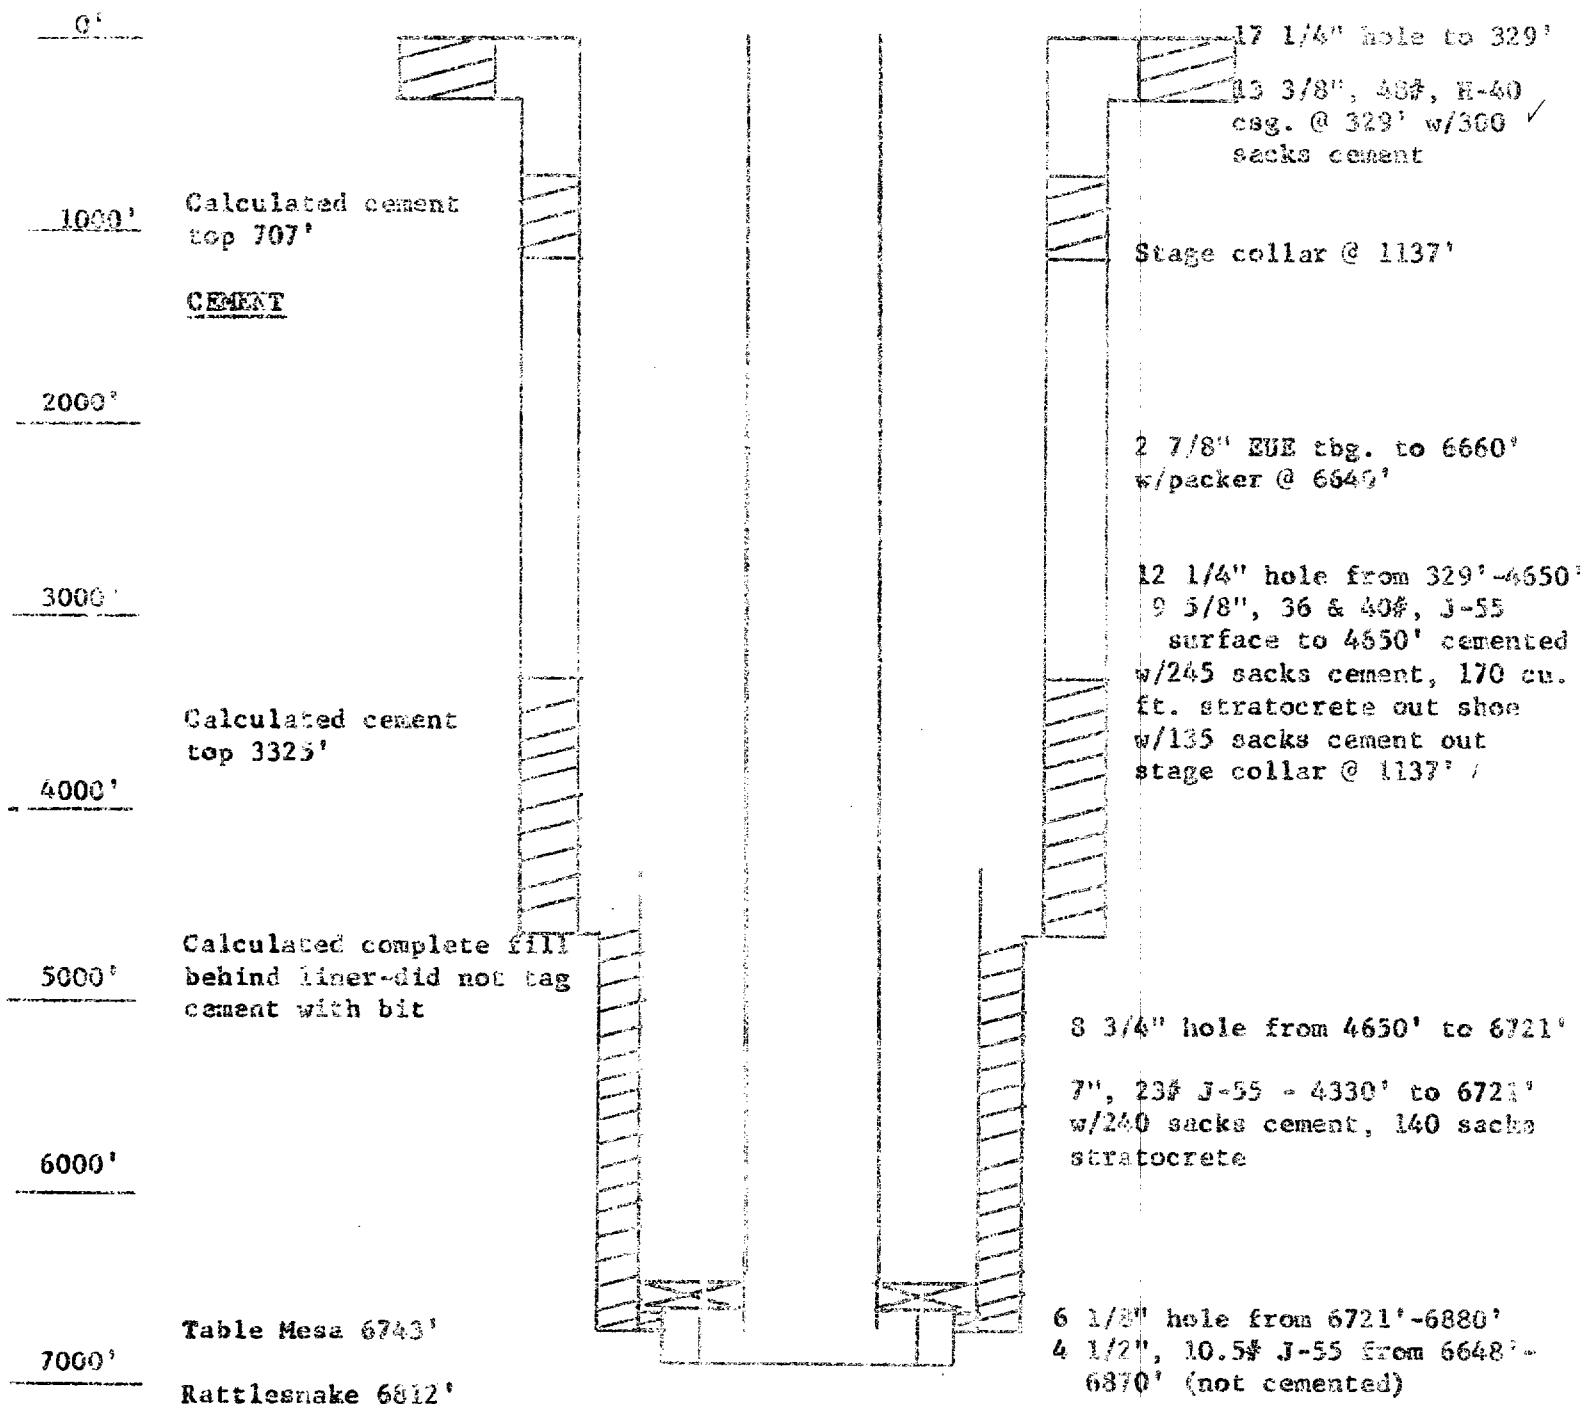 0'
17 1/4" hole to 329'
13 3/8", 48#, H-40
csg. @ 329' w/300 ✓
sacks cement
1000'
Calculated cement
top 707'
Stage collar @ 1137'
CEMENT
2000'
2 7/8" EUE tbg. to 6660'
w/packer @ 6640'
3000'
12 1/4" hole from 329'-4650'
9 5/8", 36 & 40#, J-55
surface to 4650' cemented
w/245 sacks cement, 170 cu.
ft. stratocrete out shoe
w/135 sacks cement out
stage collar @ 1137'
Calculated cement
top 3325'
4000'
Calculated complete fill
behind liner-did not tag
cement with bit
5000'
8 3/4" hole from 4650' to 6721'
7", 23# J-55 - 4330' to 6721'
w/240 sacks cement, 140 sacks
stratocrete
6000'
6 1/8" hole from 6721'-6880'
4 1/2", 10.5# J-55 from 6648'-
6870' (not cemented)
Table Mesa 6743'
7000'
Rattlesnake 6812'